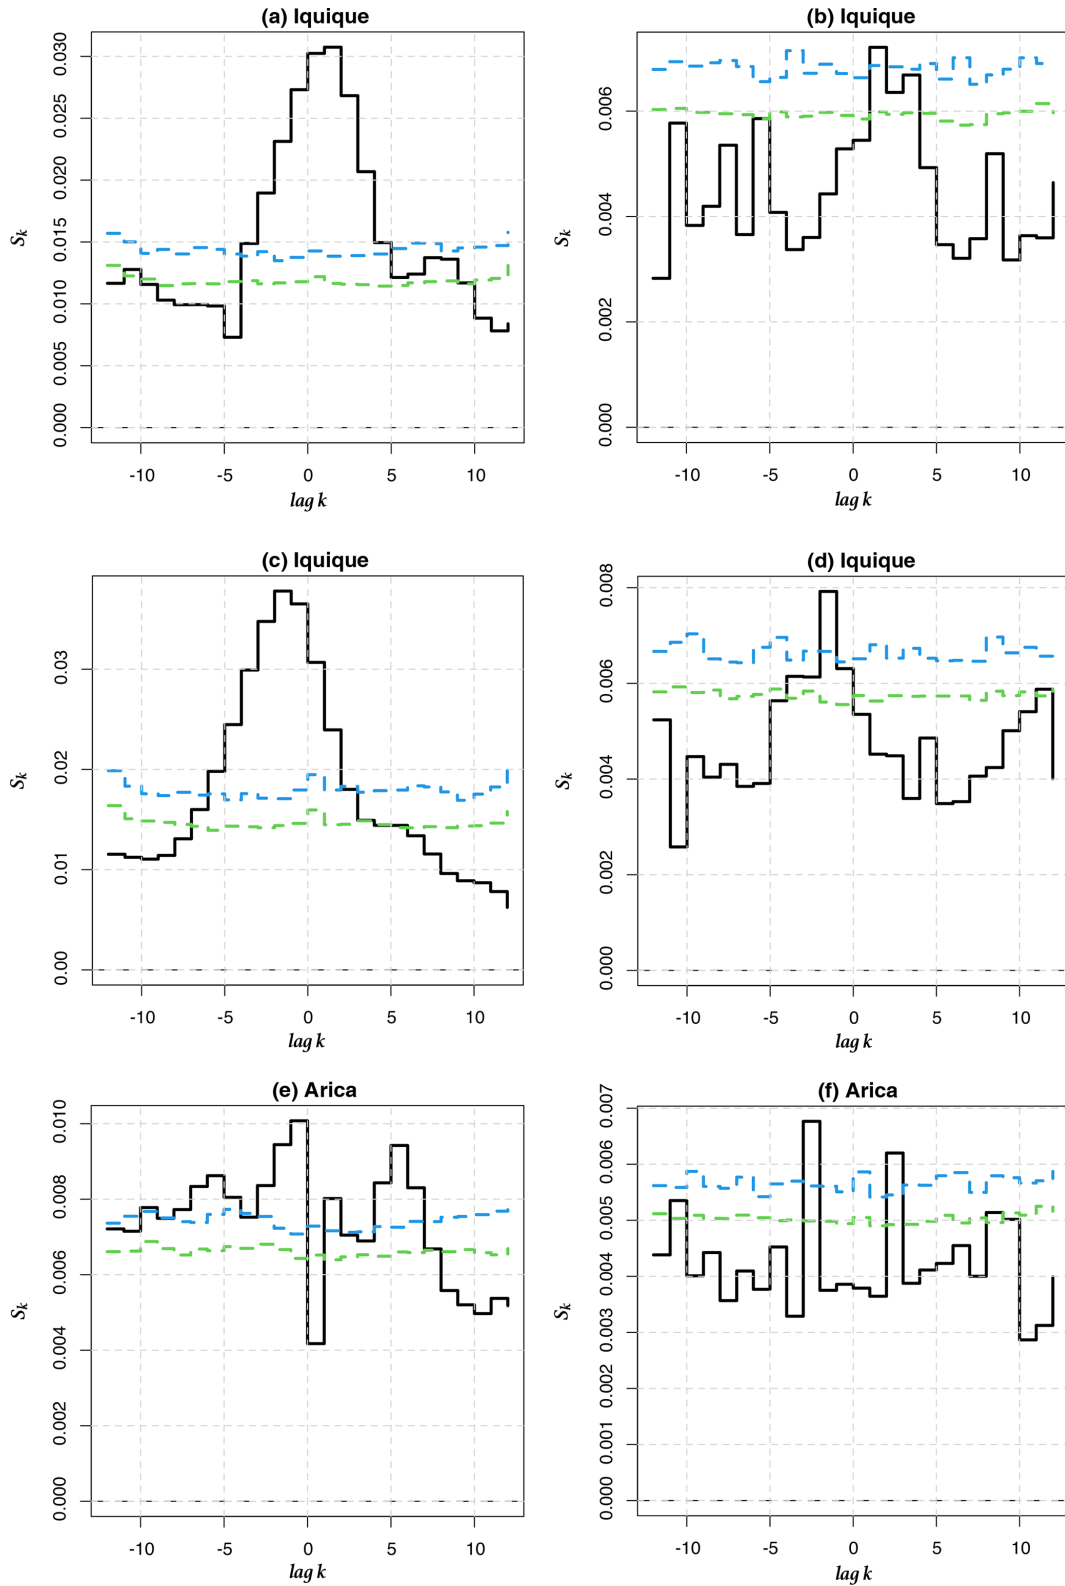 (a) Iquique
0.030
0.025
0.020
0.015
0.010
0.005
0.000
Sk
-10 -5 0 5 10
lag k
(b) Iquique
0.006
0.004
0.002
0.000
Sk
-10 -5 0 5 10
lag k
(c) Iquique
0.03
0.02
0.01
0.00
Sk
-10 -5 0 5 10
lag k
(d) Iquique
0.008
0.006
0.004
0.002
0.000
Sk
-10 -5 0 5 10
lag k
(e) Arica
0.010
0.008
0.006
0.004
0.002
0.000
Sk
-10 -5 0 5 10
lag k
(f) Arica
0.007
0.006
0.005
0.004
0.003
0.002
0.001
0.000
Sk
-10 -5 0 5 10
lag k